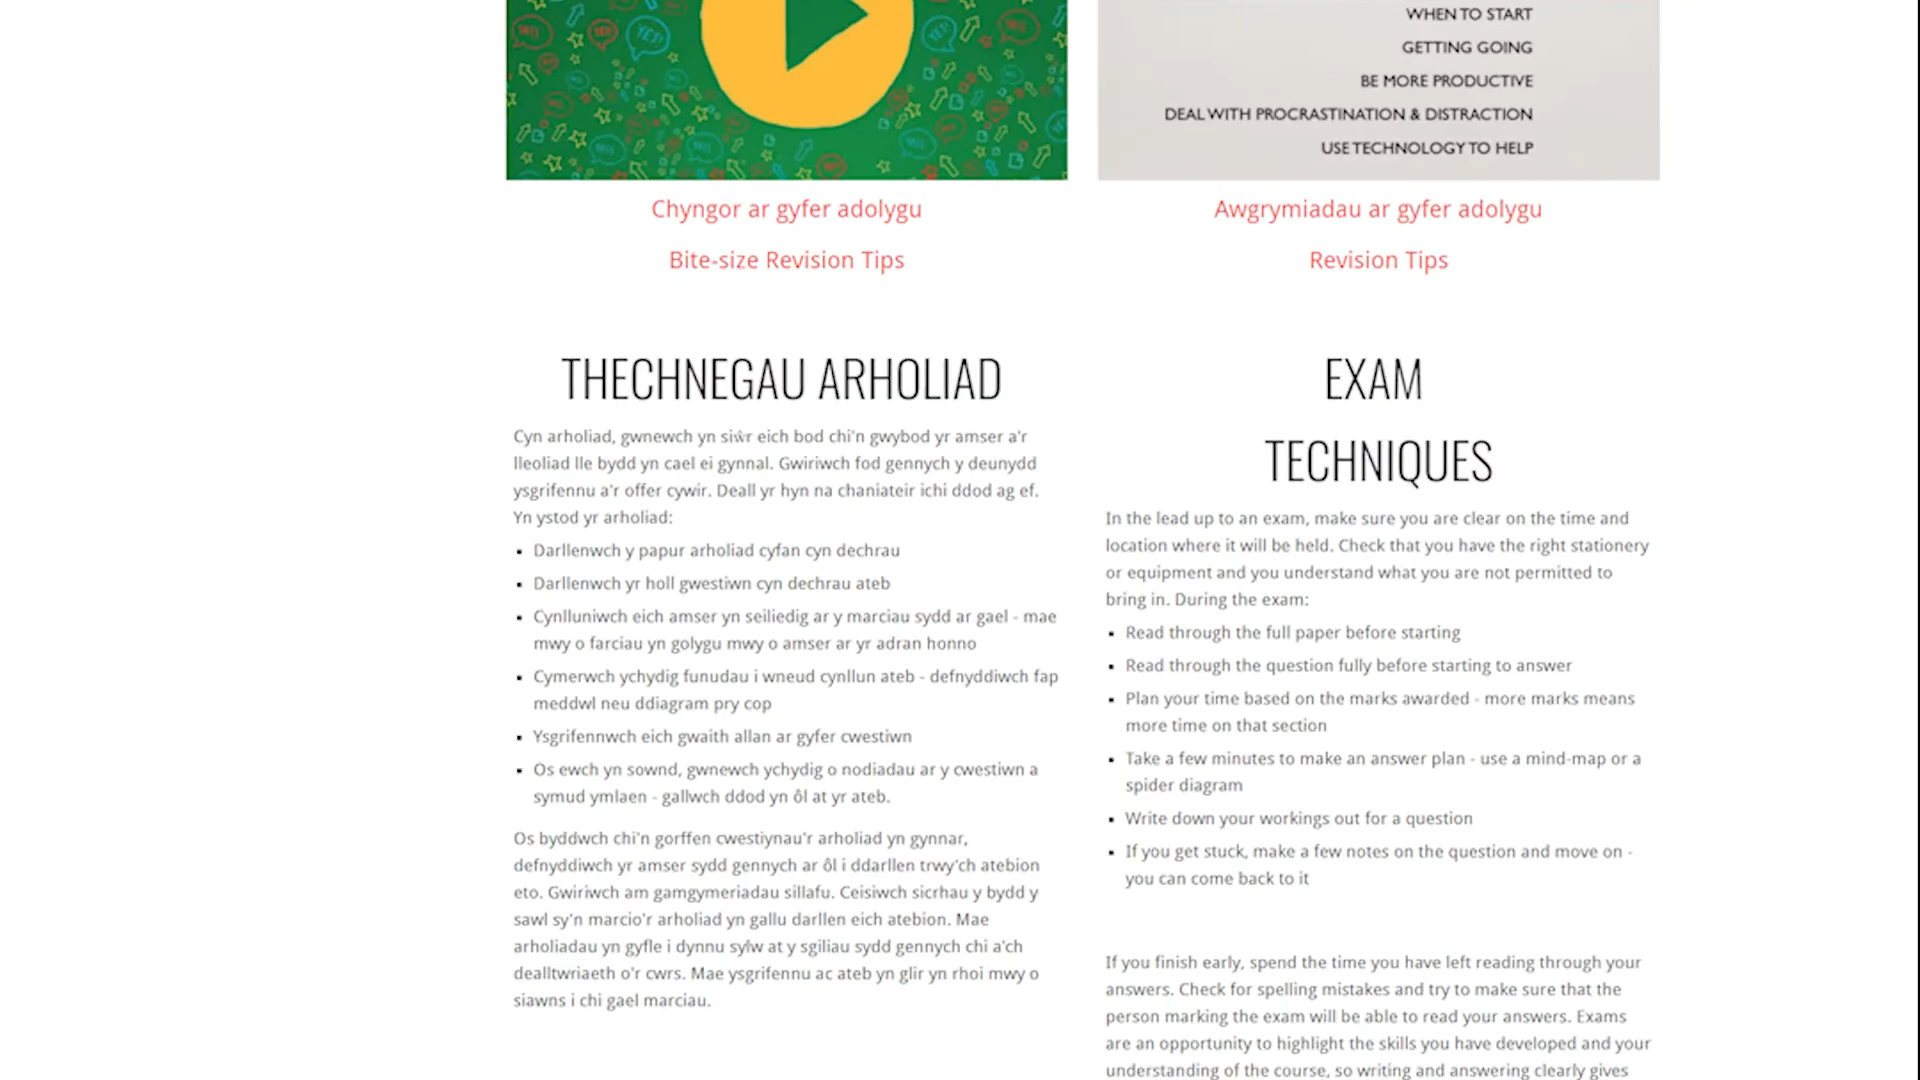 YES!
YES!
WHEN TO START
GETTING GOING
BE MORE PRODUCTIVE
DEAL WITH PROCRASTINATION & DISTRACTION
USE TECHNOLOGY TO HELP
Chyngor ar gyfer adolygu
Bite-size Revision Tips
Awgrymiadau ar gyfer adolygu
Revision Tips
THECHNEGAU ARHOLIAD
Cyn arholiad, gwnewch yn siŵr eich bod chi'n gwybod yr amser a'r
lleoliad lle bydd yn cael ei gynnal. Gwiriwch fod gennych y deunydd
ysgrifennu a'r offer cywir. Deall yr hyn na chaniateir ichi ddod ag ef.
Yn ystod yr arholiad:
▪ Darllenwch y papur arholiad cyfan cyn dechrau
▪ Darllenwch yr holl gwestiwn cyn dechrau ateb
▪ Cynlluniwch eich amser yn seiliedig ar y marciau sydd ar gael - mae
mwy o farciau yn golygu mwy o amser ar yr adran honno
▪ Cymerwch ychydig funudau i wneud cynllun ateb - defnyddiwch fap
meddwl neu ddiagram pry cop
▪ Ysgrifennwch eich gwaith allan ar gyfer cwestiwn
▪ Os ewch yn sownd, gwnewch ychydig o nodiadau ar y cwestiwn a
symud ymlaen - gallwch ddod yn ôl at yr ateb.
Os byddwch chi'n gorffen cwestiynau'r arholiad yn gynnar,
defnyddiwch yr amser sydd gennych ar ôl i ddarllen trwy'ch atebion
eto. Gwiriwch am gamgymeriadau sillafu. Ceisiwch sicrhau y bydd y
sawl sy'n marcio'r arholiad yn gallu darllen eich atebion. Mae
arholiadau yn gyfle i dynnu sylw at y sgiliau sydd gennych chi a'ch
dealltwriaeth o'r cwrs. Mae ysgrifennu ac ateb yn glir yn rhoi mwy o
siawns i chi gael marciau.
EXAM
TECHNIQUES
In the lead up to an exam, make sure you are clear on the time and
location where it will be held. Check that you have the right stationery
or equipment and you understand what you are not permitted to
bring in. During the exam:
▪ Read through the full paper before starting
▪ Read through the question fully before starting to answer
▪ Plan your time based on the marks awarded - more marks means
more time on that section
▪ Take a few minutes to make an answer plan - use a mind-map or a
spider diagram
▪ Write down your workings out for a question
▪ If you get stuck, make a few notes on the question and move on -
you can come back to it
If you finish early, spend the time you have left reading through your
answers. Check for spelling mistakes and try to make sure that the
person marking the exam will be able to read your answers. Exams
are an opportunity to highlight the skills you have developed and your
understanding of the course, so writing and answering clearly gives